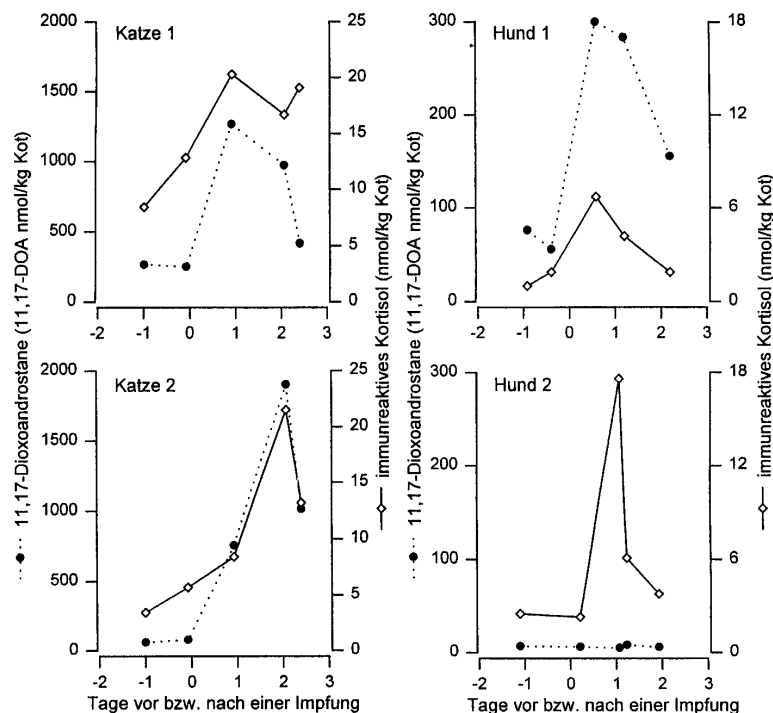 Katze 1
2000
1500
1000
500
0
25
20
15
10
5
0
-2 -1 0 1 2 3
Hund 1
300
200
100
0
18
12
6
0
-2 -1 0 1 2 3
Katze 2
2000
1500
1000
500
0
25
20
15
10
5
0
-2 -1 0 1 2 3
Tage vor bzw. nach einer Impfung
Hund 2
300
200
100
0
18
12
6
0
-2 -1 0 1 2 3
Tage vor bzw. nach einer Impfung
11,17-Dioxoandrostane (11,17-DOA nmol/kg Kot)
immunreaktives Kortisol (nmol/kg Kot)
11,17-Dioxoandrostane (11,17-DOA nmol/kg Kot)
immunreaktives Kortisol (nmol/kg Kot)